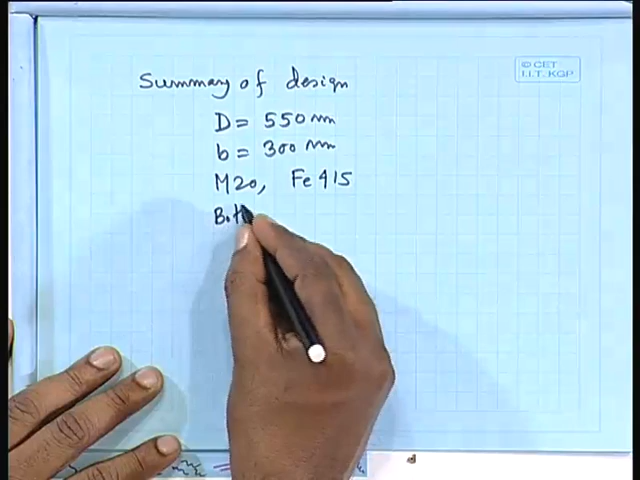 © CET
I.I.T. KGP
Summary of design
D = 550 mm
b = 300 mm
M20, Fe 415